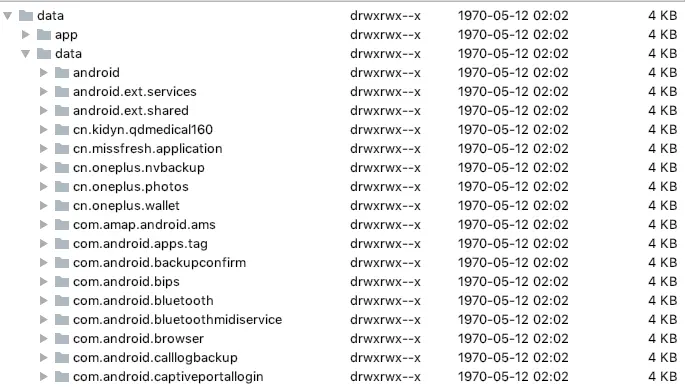 data drwxrwx--x 1970-05-12 02:02 4 KB
app drwxrwx--x 1970-05-12 02:02 4 KB
data drwxrwx--x 1970-05-12 02:02 4 KB
android drwxrwx--x 1970-05-12 02:02 4 KB
android.ext.services drwxrwx--x 1970-05-12 02:02 4 KB
android.ext.shared drwxrwx--x 1970-05-12 02:02 4 KB
cn.kidyn.qdmedical160 drwxrwx--x 1970-05-12 02:02 4 KB
cn.missfresh.application drwxrwx--x 1970-05-12 02:02 4 KB
cn.oneplus.nvbackup drwxrwx--x 1970-05-12 02:02 4 KB
cn.oneplus.photos drwxrwx--x 1970-05-12 02:02 4 KB
cn.oneplus.wallet drwxrwx--x 1970-05-12 02:02 4 KB
com.amap.android.ams drwxrwx--x 1970-05-12 02:02 4 KB
com.android.apps.tag drwxrwx--x 1970-05-12 02:02 4 KB
com.android.backupconfirm drwxrwx--x 1970-05-12 02:02 4 KB
com.android.bips drwxrwx--x 1970-05-12 02:02 4 KB
com.android.bluetooth drwxrwx--x 1970-05-12 02:02 4 KB
com.android.bluetoothmidiservice drwxrwx--x 1970-05-12 02:02 4 KB
com.android.browser drwxrwx--x 1970-05-12 02:02 4 KB
com.android.calllogbackup drwxrwx--x 1970-05-12 02:02 4 KB
com.android.captiveportallogin drwxrwx--x 1970-05-12 02:02 4 KB